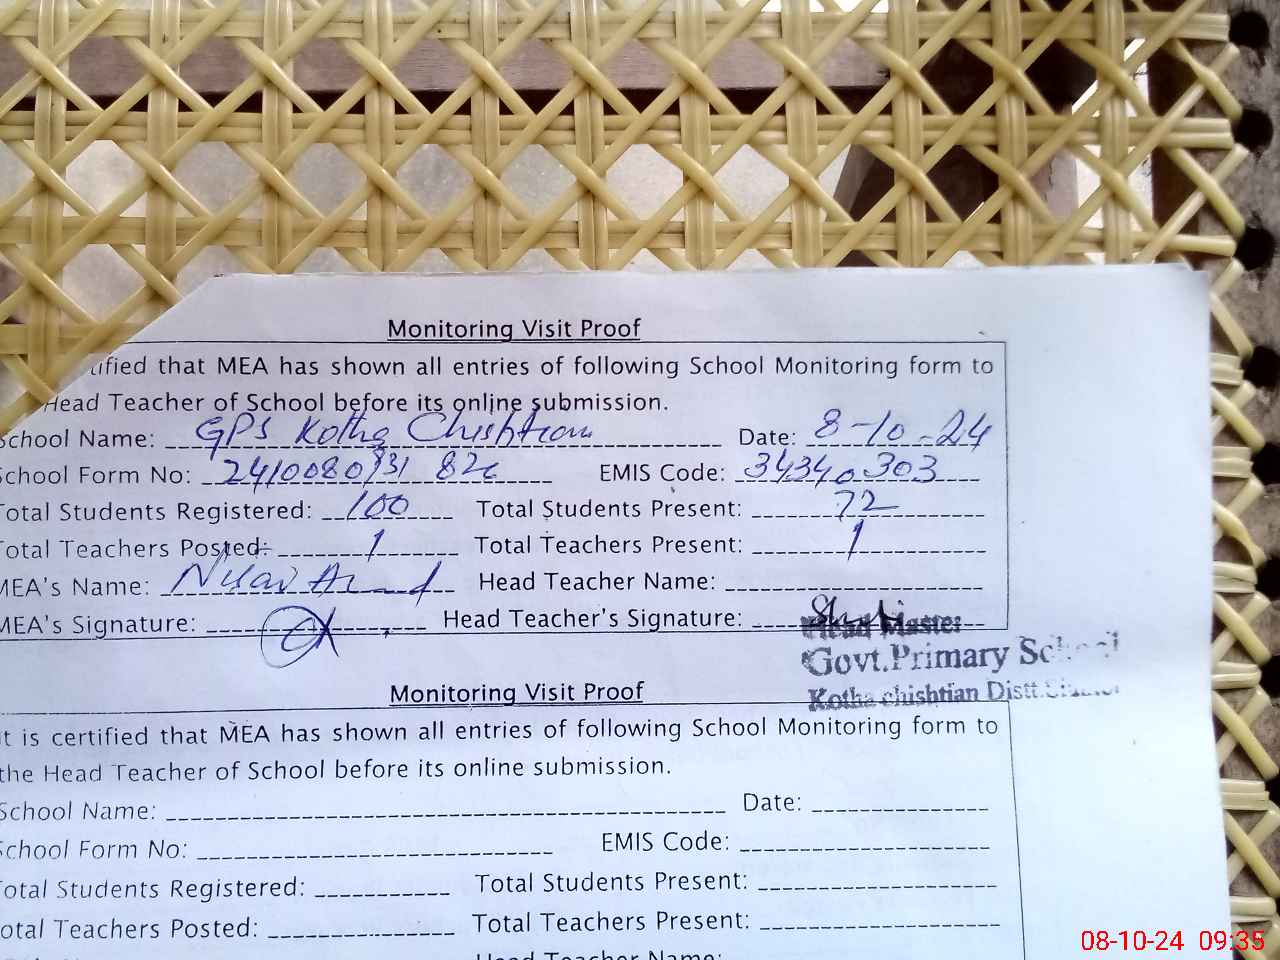 Monitoring Visit Proof
tified that MEA has shown all entries of following School Monitoring form to
Head Teacher of School before its online submission.
School Name: GPS Kotha Chishtian Date: 8-10-24
School Form No: EMIS Code: 34340303
Total Students Registered: 100 Total Students Present: 72
Total Teachers Posted: 1 Total Teachers Present: 1
MEA's Name: Head Teacher Name:
MEA's Signature: Head Teacher's Signature:
Head Master
Govt.Primary School
Kotha chishtian Distt.
Monitoring Visit Proof
it is certified that MEA has shown all entries of following School Monitoring form to
the Head Teacher of School before its online submission.
School Name: Date:
School Form No: EMIS Code:
Total Students Registered: Total Students Present:
otal Teachers Posted: Total Teachers Present:
Head Teacher Name:
08-10-24 09:35